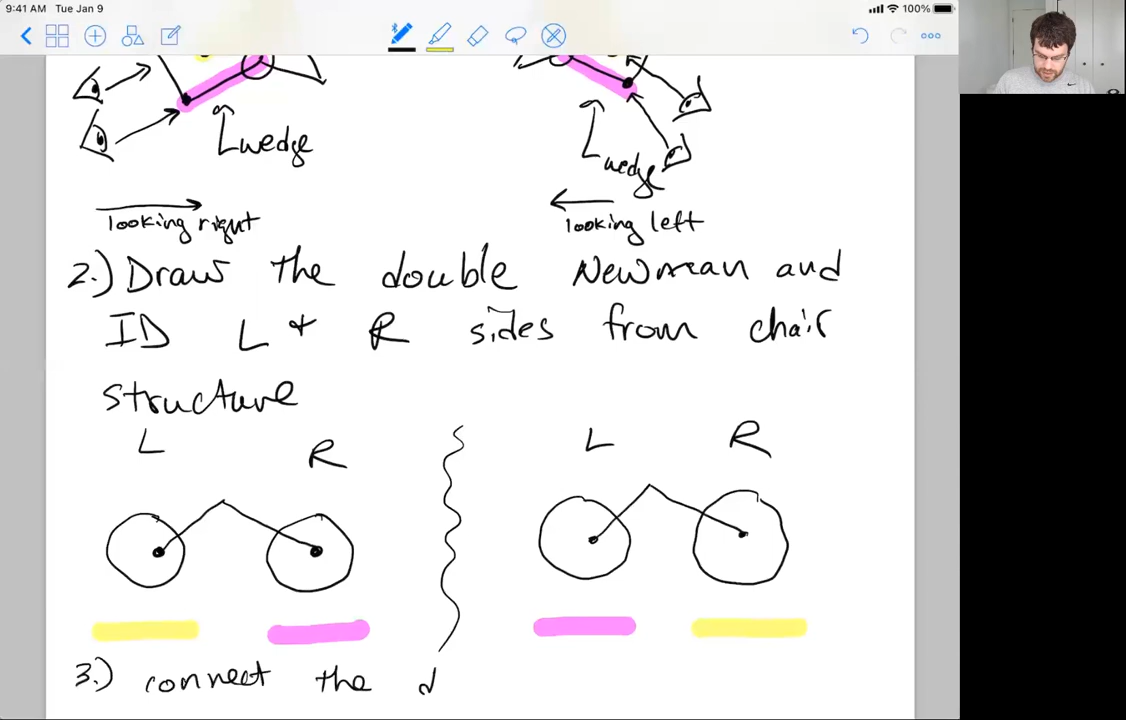 9:41 AM Tue Jan 9
100%
wedge
wedge
looking right
looking left
2.) Draw the double Newman and
ID L + R sides from chair
structure
L R L R
3.) connect the d